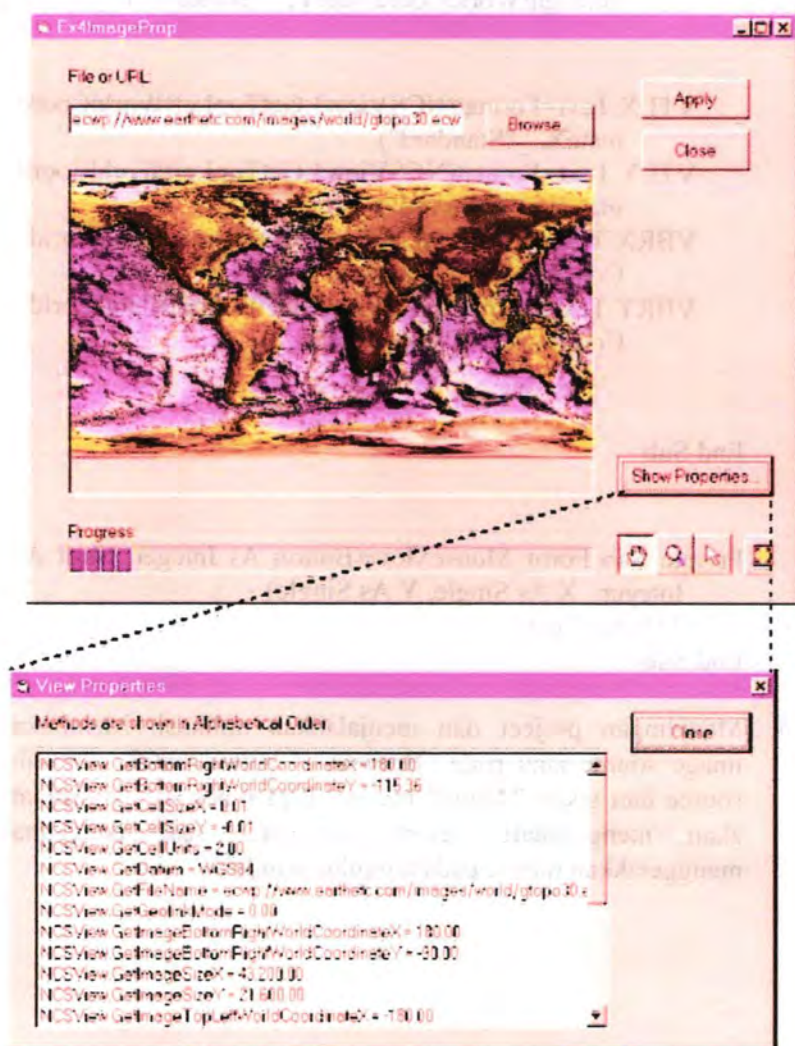 Ex4ImageProp
File or URL:
ecwp://www.earthetc.com/images/world/gtopo30.ecw
Browse...
Apply
Close
Show Properties...
Progress:
View Properties
Methods are shown in Alphabetical Order
Close
NCSView.GetBottomRightWorldCoordinateX = 180.00
NCSView.GetBottomRightWorldCoordinateY = -115.36
NCSView.GetCellSizeX = 0.01
NCSView.GetCellSizeY = -0.01
NCSView.GetCellUnits = 2.00
NCSView.GetDatum = WGS84
NCSView.GetFileName = ecwp://www.earthetc.com/images/world/gtopo30.e
NCSView.GetGeolinkMode = 0.00
NCSView.GetImageBottomRightWorldCoordinateX = 180.00
NCSView.GetImageBottomRightWorldCoordinateY = -90.00
NCSView.GetImageSizeX = 43,200.00
NCSView.GetImageSizeY = 21,600.00
NCSView.GetImageTopLeftWorldCoordinateX = -180.00